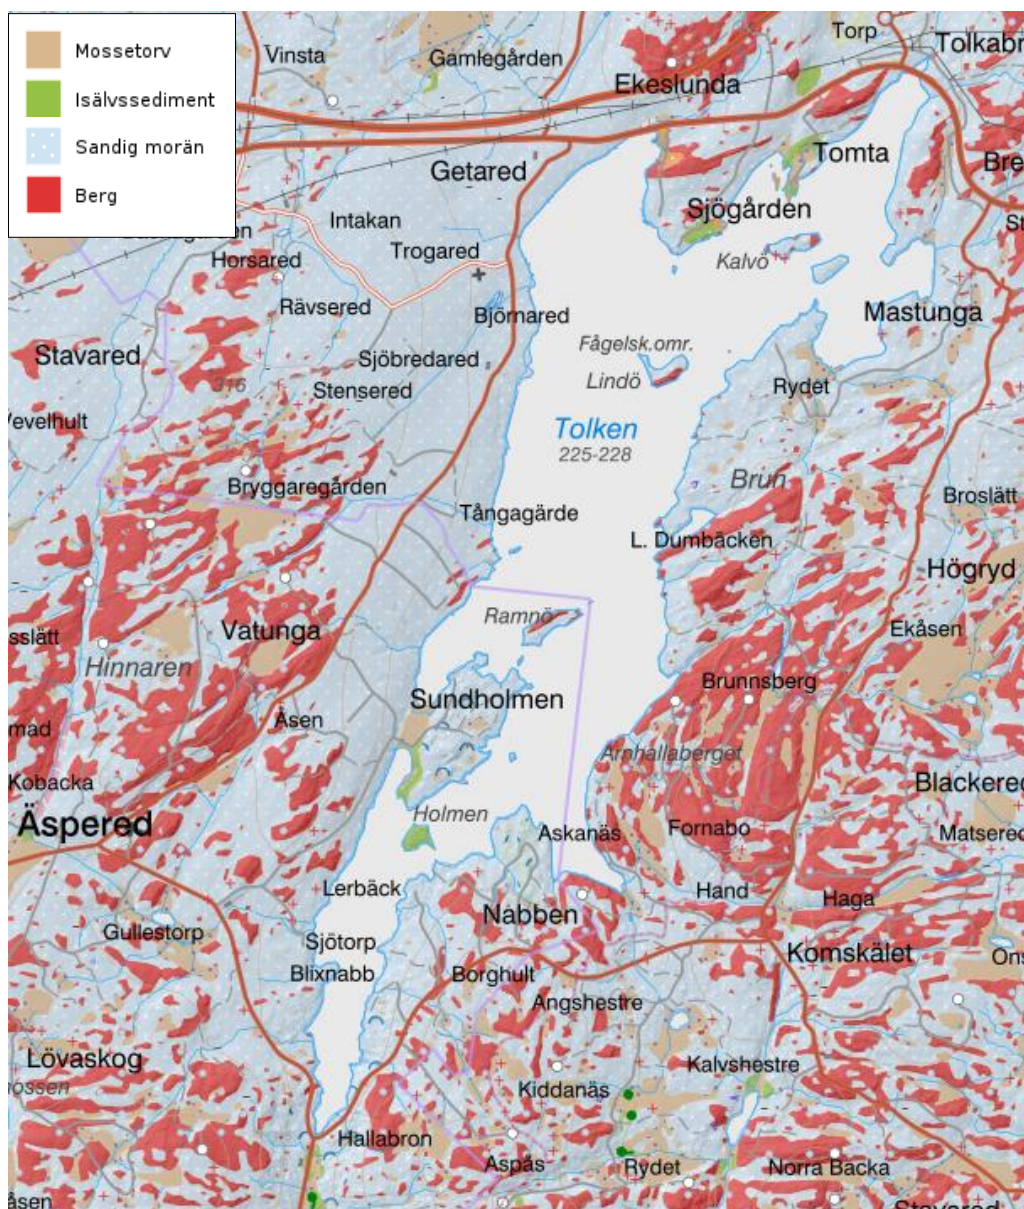 Mossetorv
Isälvssediment
Sandig morän
Berg
Vinsta
Gamlegården
Torp
Ekeslunda
Getared
Tomta
Sjögården
Intakan
Trogared
Kalvö
Horsared
Rävsered
Björnared
Mastunga
Fågelsk.omr.
Stavared
Sjöbredared
Lindö
Rydet
316
Stensered
Tolken
225-228
Bryggaregården
Brun
Broslätt
Tångagärde
L. Dumbäcken
Högryd
Ramnö
Vatunga
Ekåsen
Hinnaren
Brunnsberg
Sundholmen
Åsen
Arnhallaberget
Kobacka
Holmen
Äspered
Askanäs
Fornabo
Lerbäck
Hand
Haga
Nabben
Gullestorp
Sjötorp
Komskälet
Blixnabb
Borghult
Angshestre
Lövaskog
Kalvshestre
Kiddanäs
Hallabron
Aspås
Rydet
Norra Backa